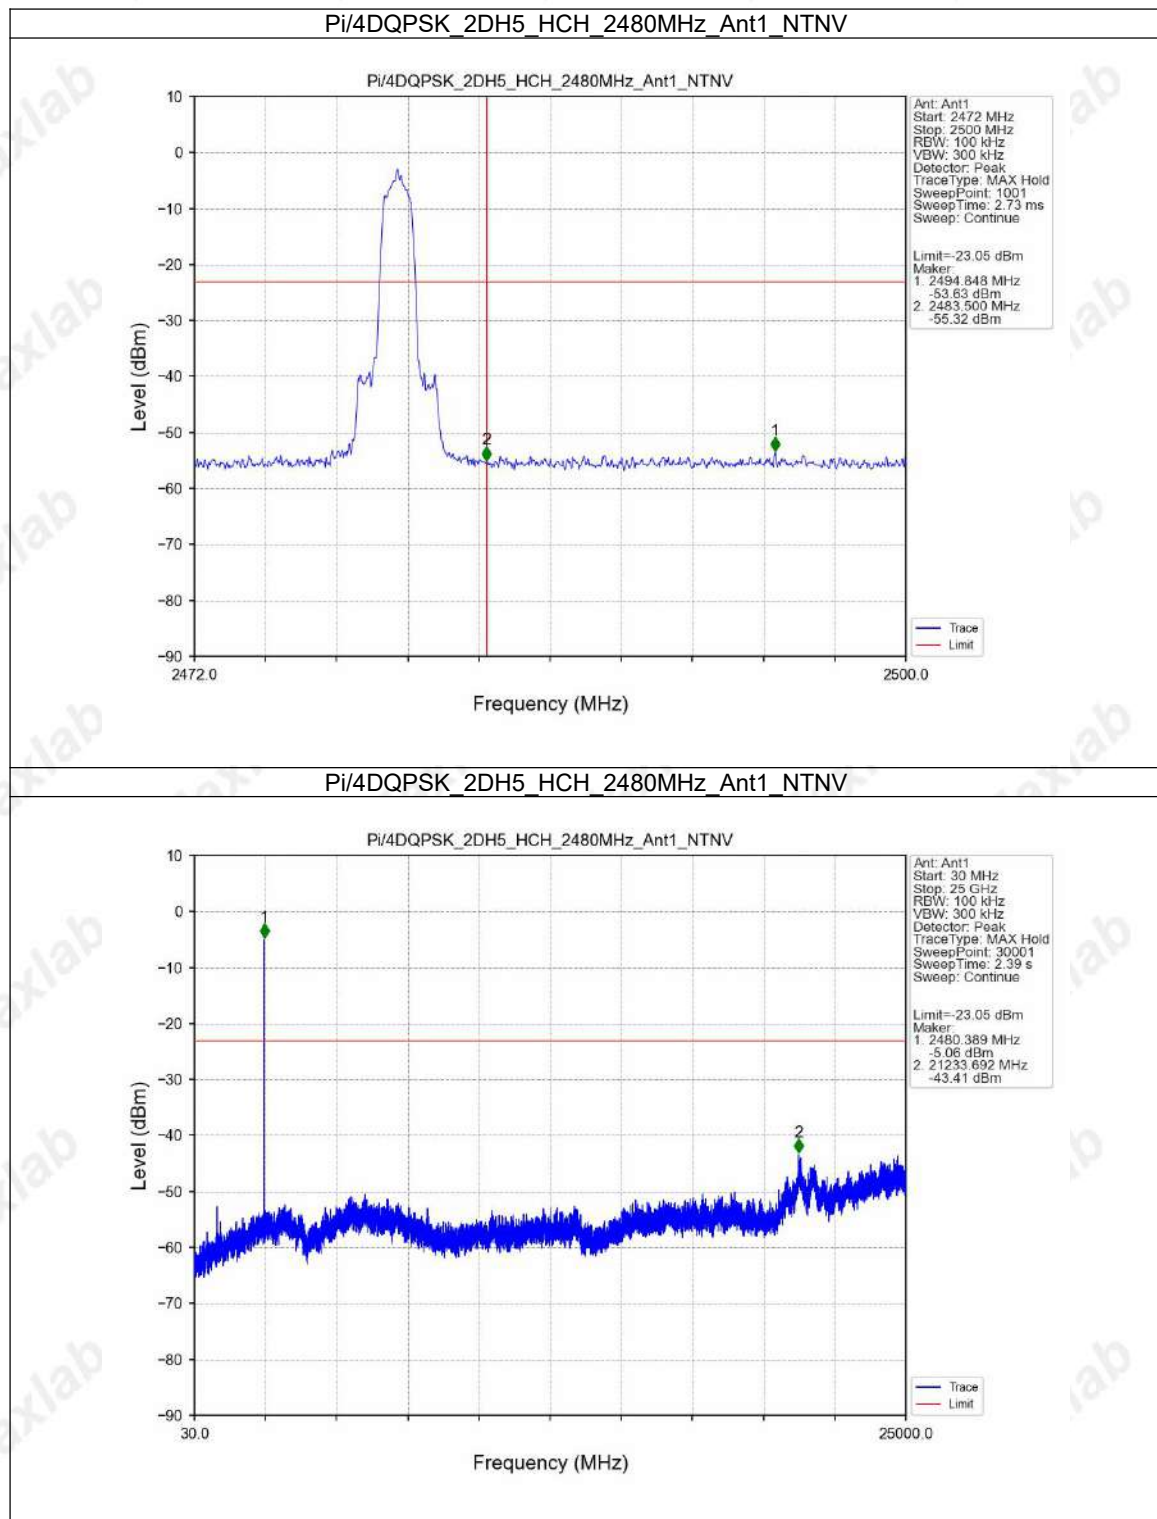 Pi/4DQPSK_2DH5_HCH_2480MHz_Ant1_NTNV
Pi/4DQPSK_2DH5_HCH_2480MHz_Ant1_NTNV
Ant: Ant1
Start: 2472 MHz
Stop: 2500 MHz
RBW: 100 kHz
VBW: 300 kHz
Detector: Peak
TraceType: MAX Hold
SweepPoint: 1001
SweepTime: 2.73 ms
Sweep: Continue
Limit=-23.05 dBm
Maker:
1. 2494.848 MHz
-53.63 dBm
2. 2483.500 MHz
-55.32 dBm
10
0
−10
−20
−30
−40
−50
−60
−70
−80
−90
Level (dBm)
2
1
Trace
Limit
2472.0
2500.0
Frequency (MHz)
Pi/4DQPSK_2DH5_HCH_2480MHz_Ant1_NTNV
Pi/4DQPSK_2DH5_HCH_2480MHz_Ant1_NTNV
Ant: Ant1
Start: 30 MHz
Stop: 25 GHz
RBW: 100 kHz
VBW: 300 kHz
Detector: Peak
TraceType: MAX Hold
SweepPoint: 30001
SweepTime: 2.39 s
Sweep: Continue
Limit=-23.05 dBm
Maker:
1. 2480.389 MHz
-5.06 dBm
2. 21233.692 MHz
-43.41 dBm
10
0
−10
−20
−30
−40
−50
−60
−70
−80
−90
Level (dBm)
1
2
Trace
Limit
30.0
25000.0
Frequency (MHz)